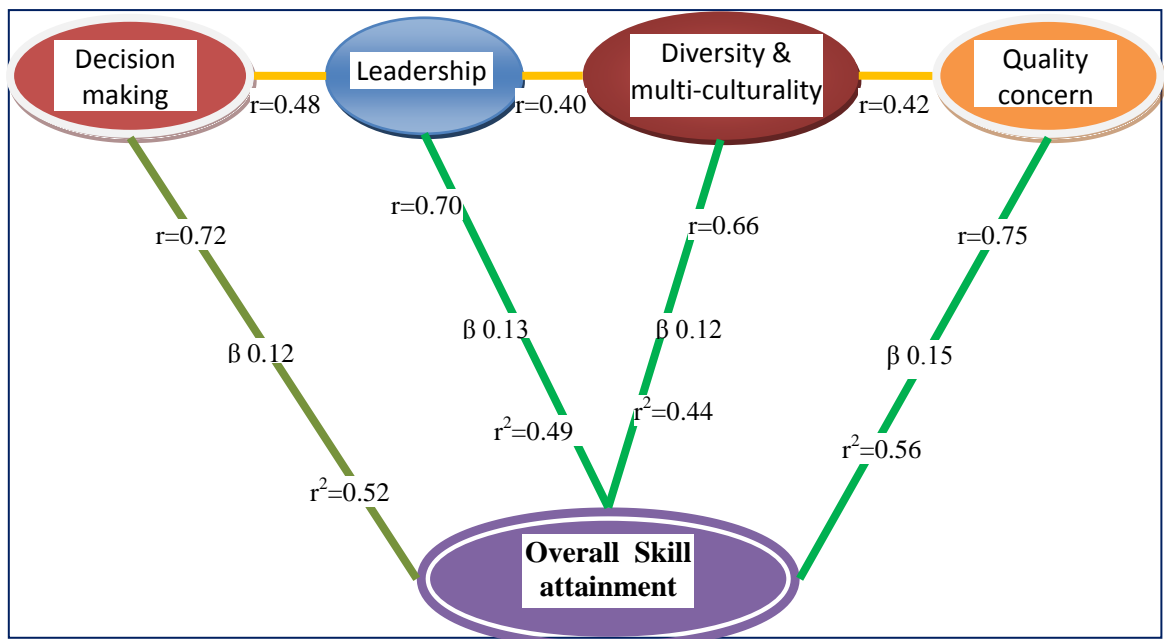 Decision
making
Leadership
Diversity &
multi-culturality
Quality
concern
r=0.48
r=0.40
r=0.42
r=0.72
r=0.70
r=0.66
r=0.75
β 0.12
β 0.13
β 0.12
β 0.15
r²=0.52
r²=0.49
r²=0.44
r²=0.56
Overall Skill
attainment